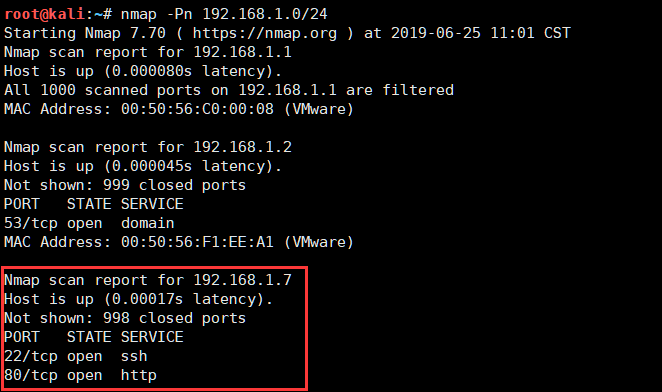 root@kali:~# nmap -Pn 192.168.1.0/24
Starting Nmap 7.70 ( https://nmap.org ) at 2019-06-25 11:01 CST
Nmap scan report for 192.168.1.1
Host is up (0.000080s latency).
All 1000 scanned ports on 192.168.1.1 are filtered
MAC Address: 00:50:56:C0:00:08 (VMware)

Nmap scan report for 192.168.1.2
Host is up (0.000045s latency).
Not shown: 999 closed ports
PORT   STATE SERVICE
53/tcp open  domain
MAC Address: 00:50:56:F1:EE:A1 (VMware)

Nmap scan report for 192.168.1.7
Host is up (0.00017s latency).
Not shown: 998 closed ports
PORT   STATE SERVICE
22/tcp open  ssh
80/tcp open  http